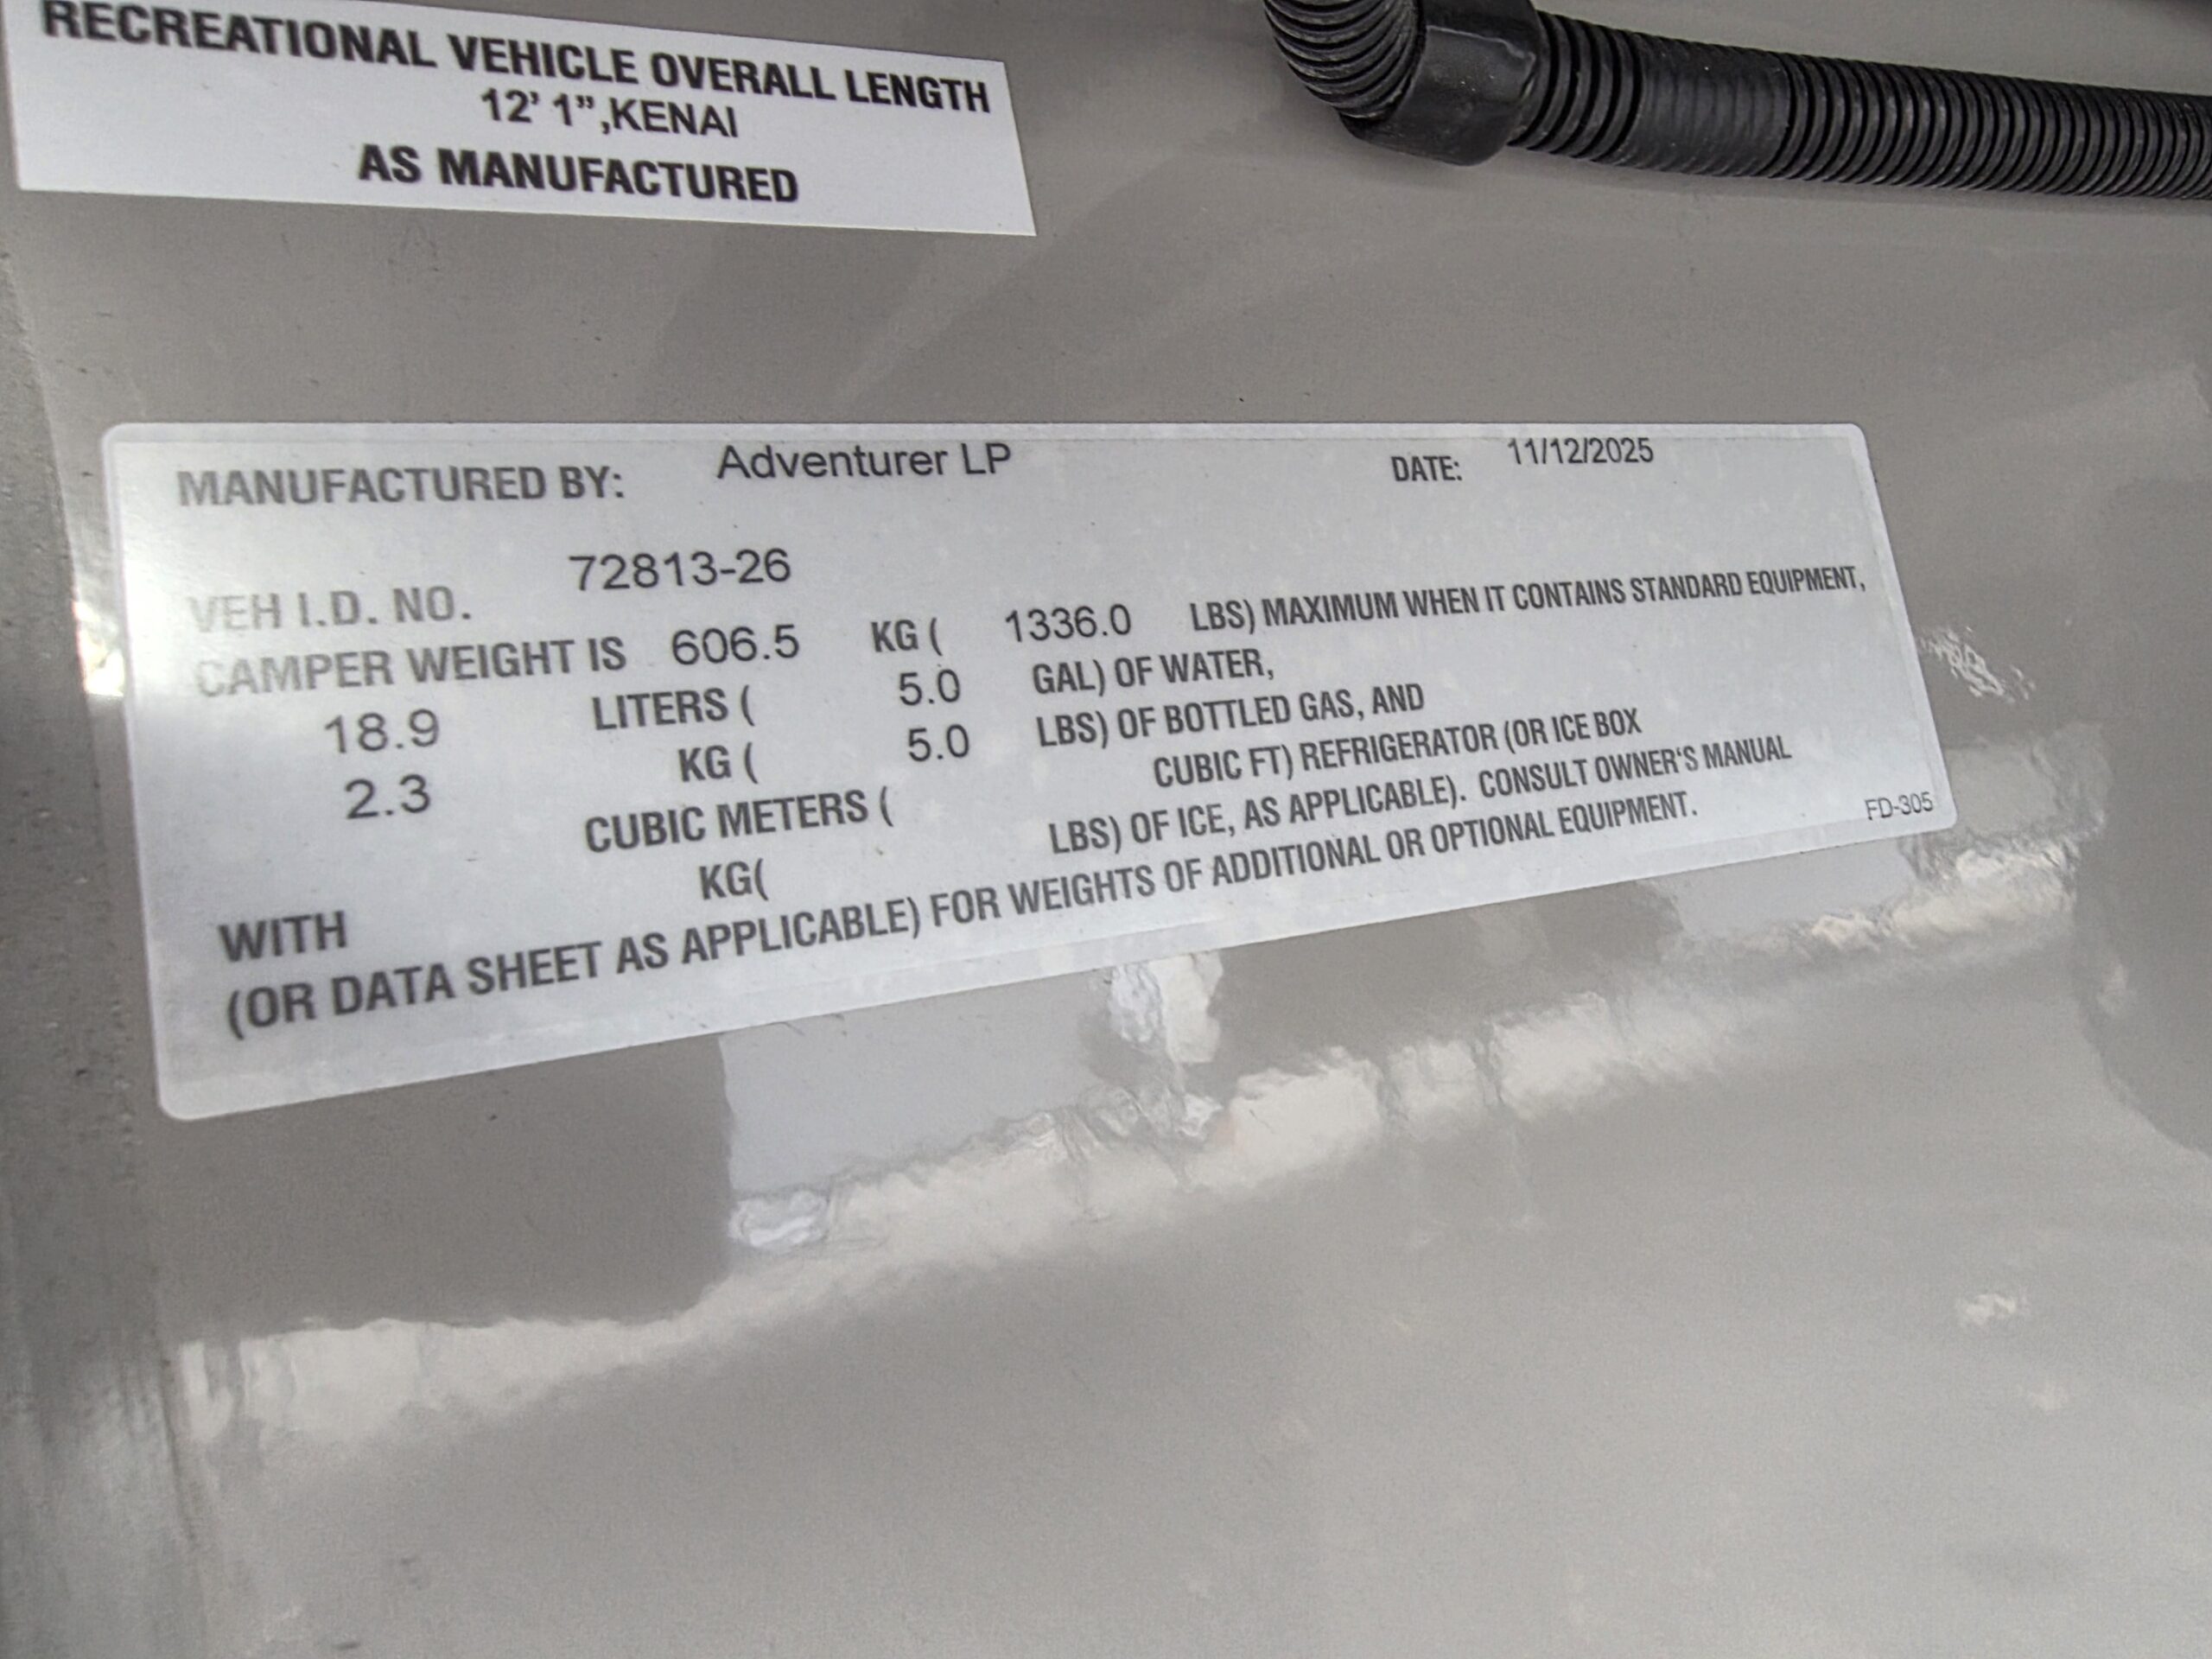 RECREATIONAL VEHICLE OVERALL LENGTH
12' 1",KENAI
AS MANUFACTURED
MANUFACTURED BY: Adventurer LP DATE: 11/12/2025
VEH I.D. NO. 72813-26
CAMPER WEIGHT IS 606.5 KG ( 1336.0 LBS) MAXIMUM WHEN IT CONTAINS STANDARD EQUIPMENT,
18.9 LITERS ( 5.0 GAL) OF WATER,
2.3 KG ( 5.0 LBS) OF BOTTLED GAS, AND
CUBIC METERS ( CUBIC FT) REFRIGERATOR (OR ICE BOX
WITH KG( LBS) OF ICE, AS APPLICABLE). CONSULT OWNER'S MANUAL
(OR DATA SHEET AS APPLICABLE) FOR WEIGHTS OF ADDITIONAL OR OPTIONAL EQUIPMENT.
FD-305